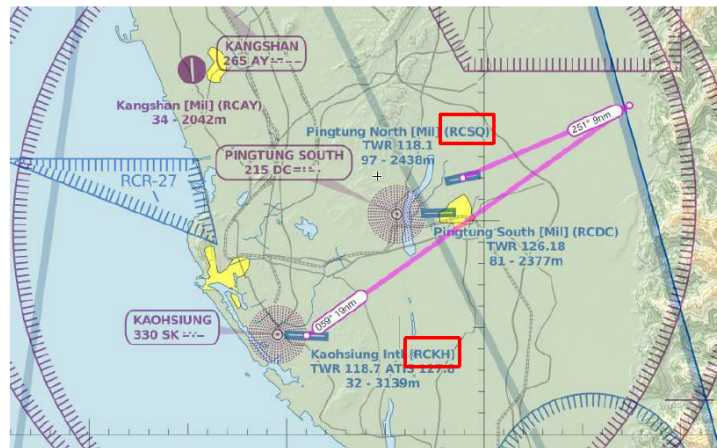 KANGSHAN
265 AY
Kangshan [Mil] (RCAY)
34 - 2042m
Pingtung North [Mil] (RCSQ)
TWR 118.1
97 - 2438m
251° 9nm
PINGTUNG SOUTH
215 DC
RCR-27
Pingtung South [Mil] (RCDC)
TWR 126.18
81 - 2377m
059° 19nm
KAOHSIUNG
330 SK
Kaohsiung Intl (RCKH)
TWR 118.7 ATIS 127.8
32 - 3139m